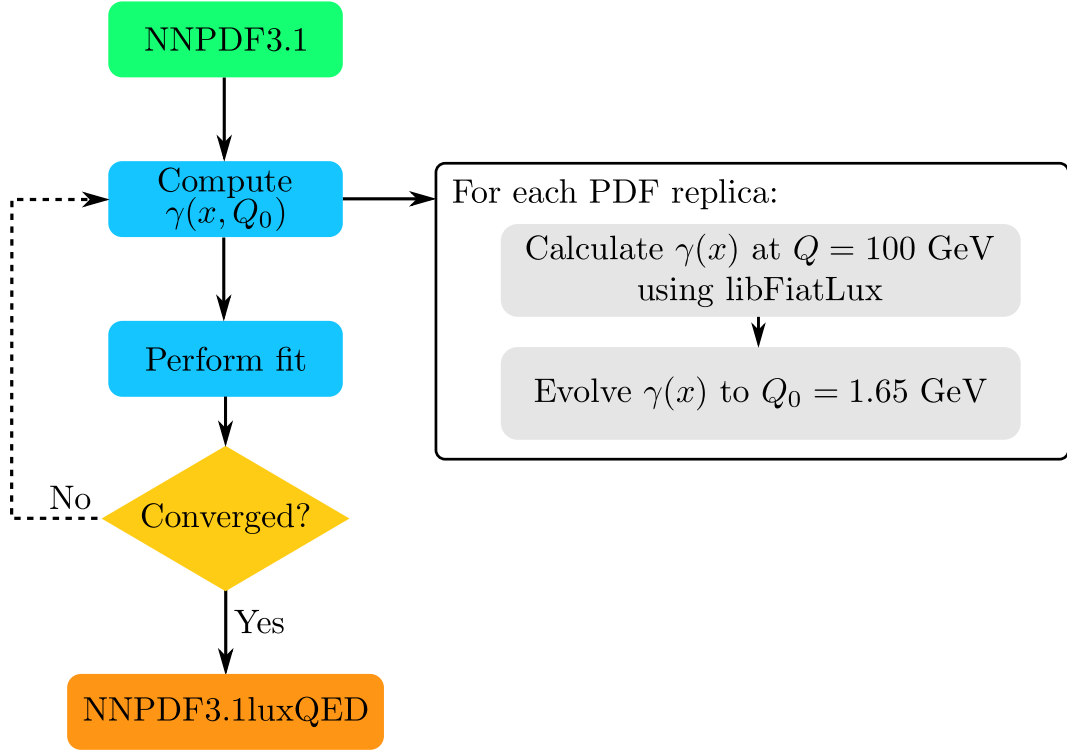 NNPDF3.1
Compute
γ(x, Q₀)
For each PDF replica:
Calculate γ(x) at Q = 100 GeV
using libFiatLux
Evolve γ(x) to Q₀ = 1.65 GeV
Perform fit
Converged?
No
Yes
NNPDF3.1luxQED